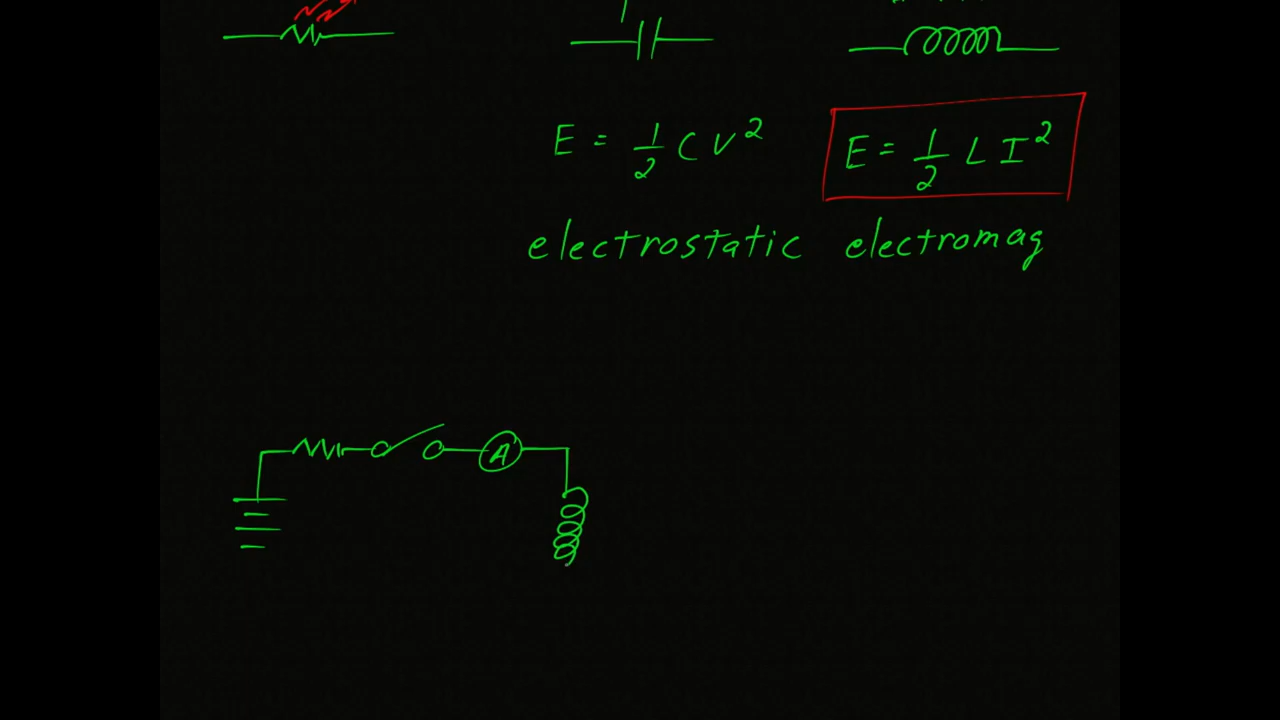 E = 1/2 C V² E = 1/2 L I²
electrostatic electromag
A